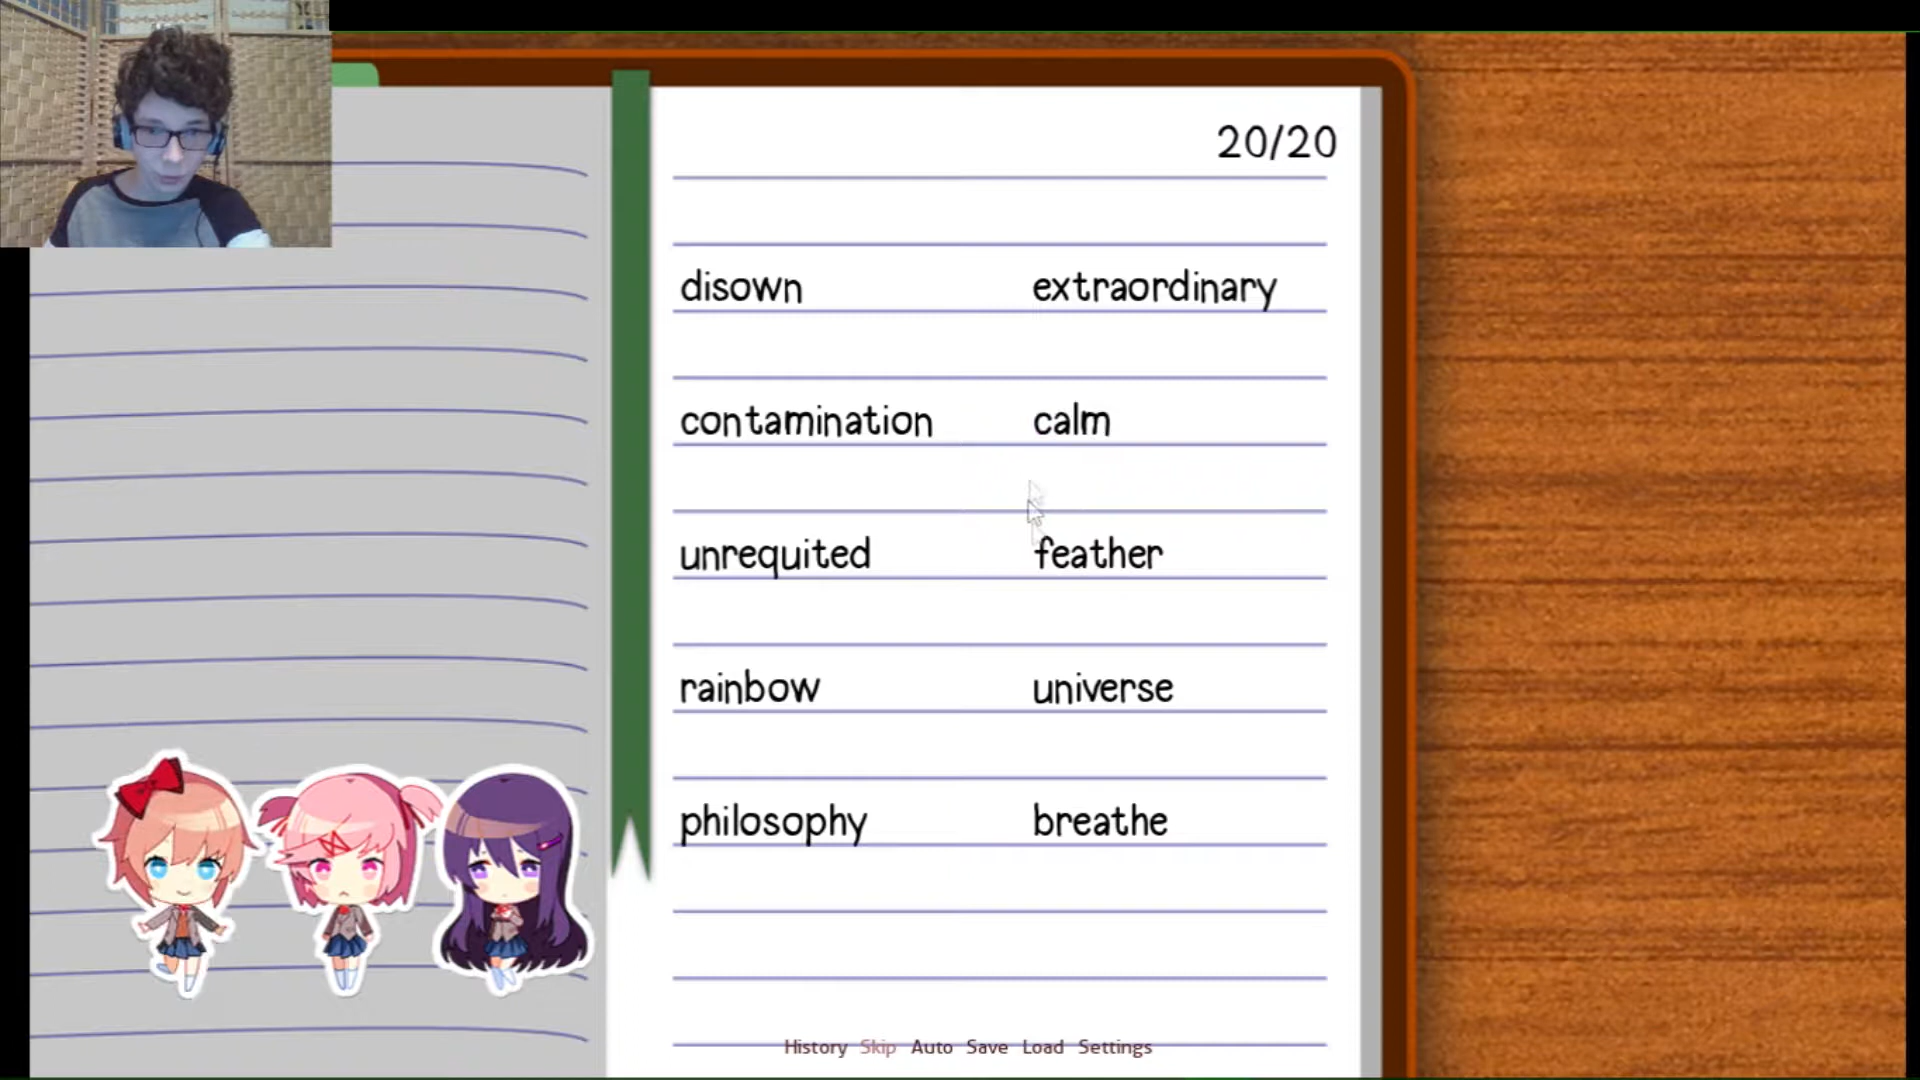 20/20
disown extraordinary
contamination calm
unrequited feather
rainbow universe
philosophy breathe
History Skip Auto Save Load Settings